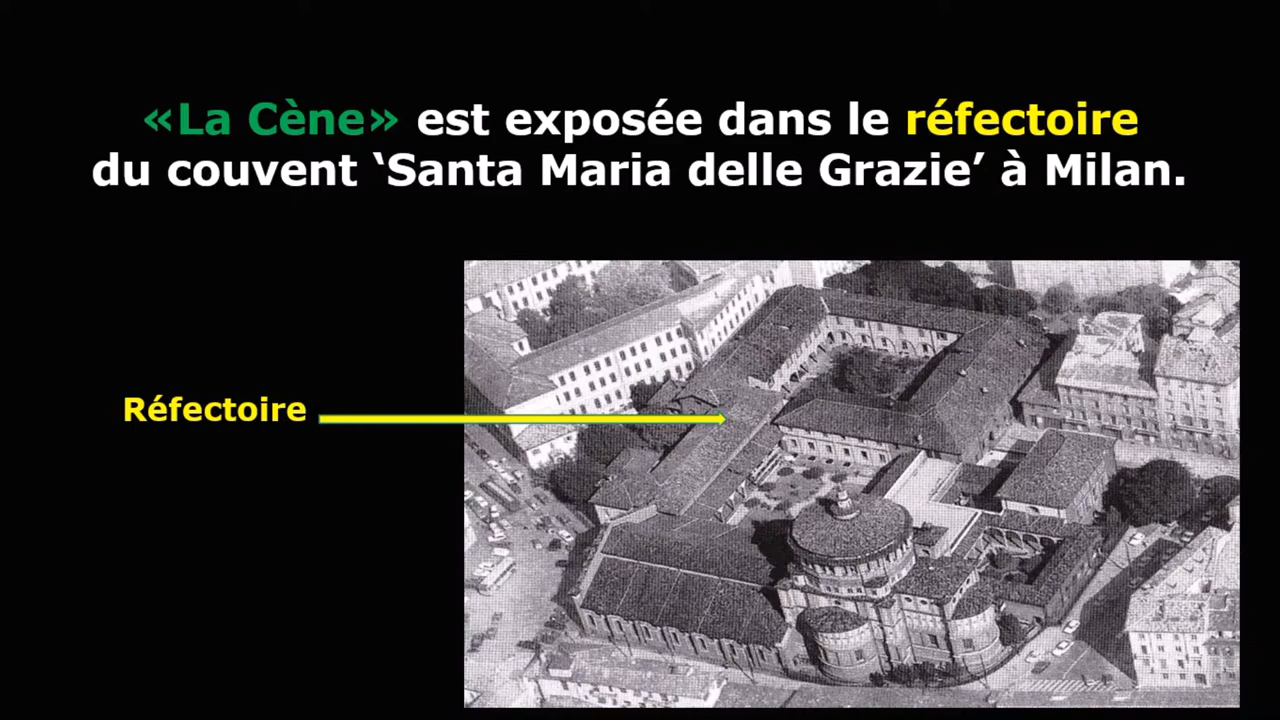 «La Cène» est exposée dans le réfectoire
du couvent ‘Santa Maria delle Grazie’ à Milan.
Réfectoire